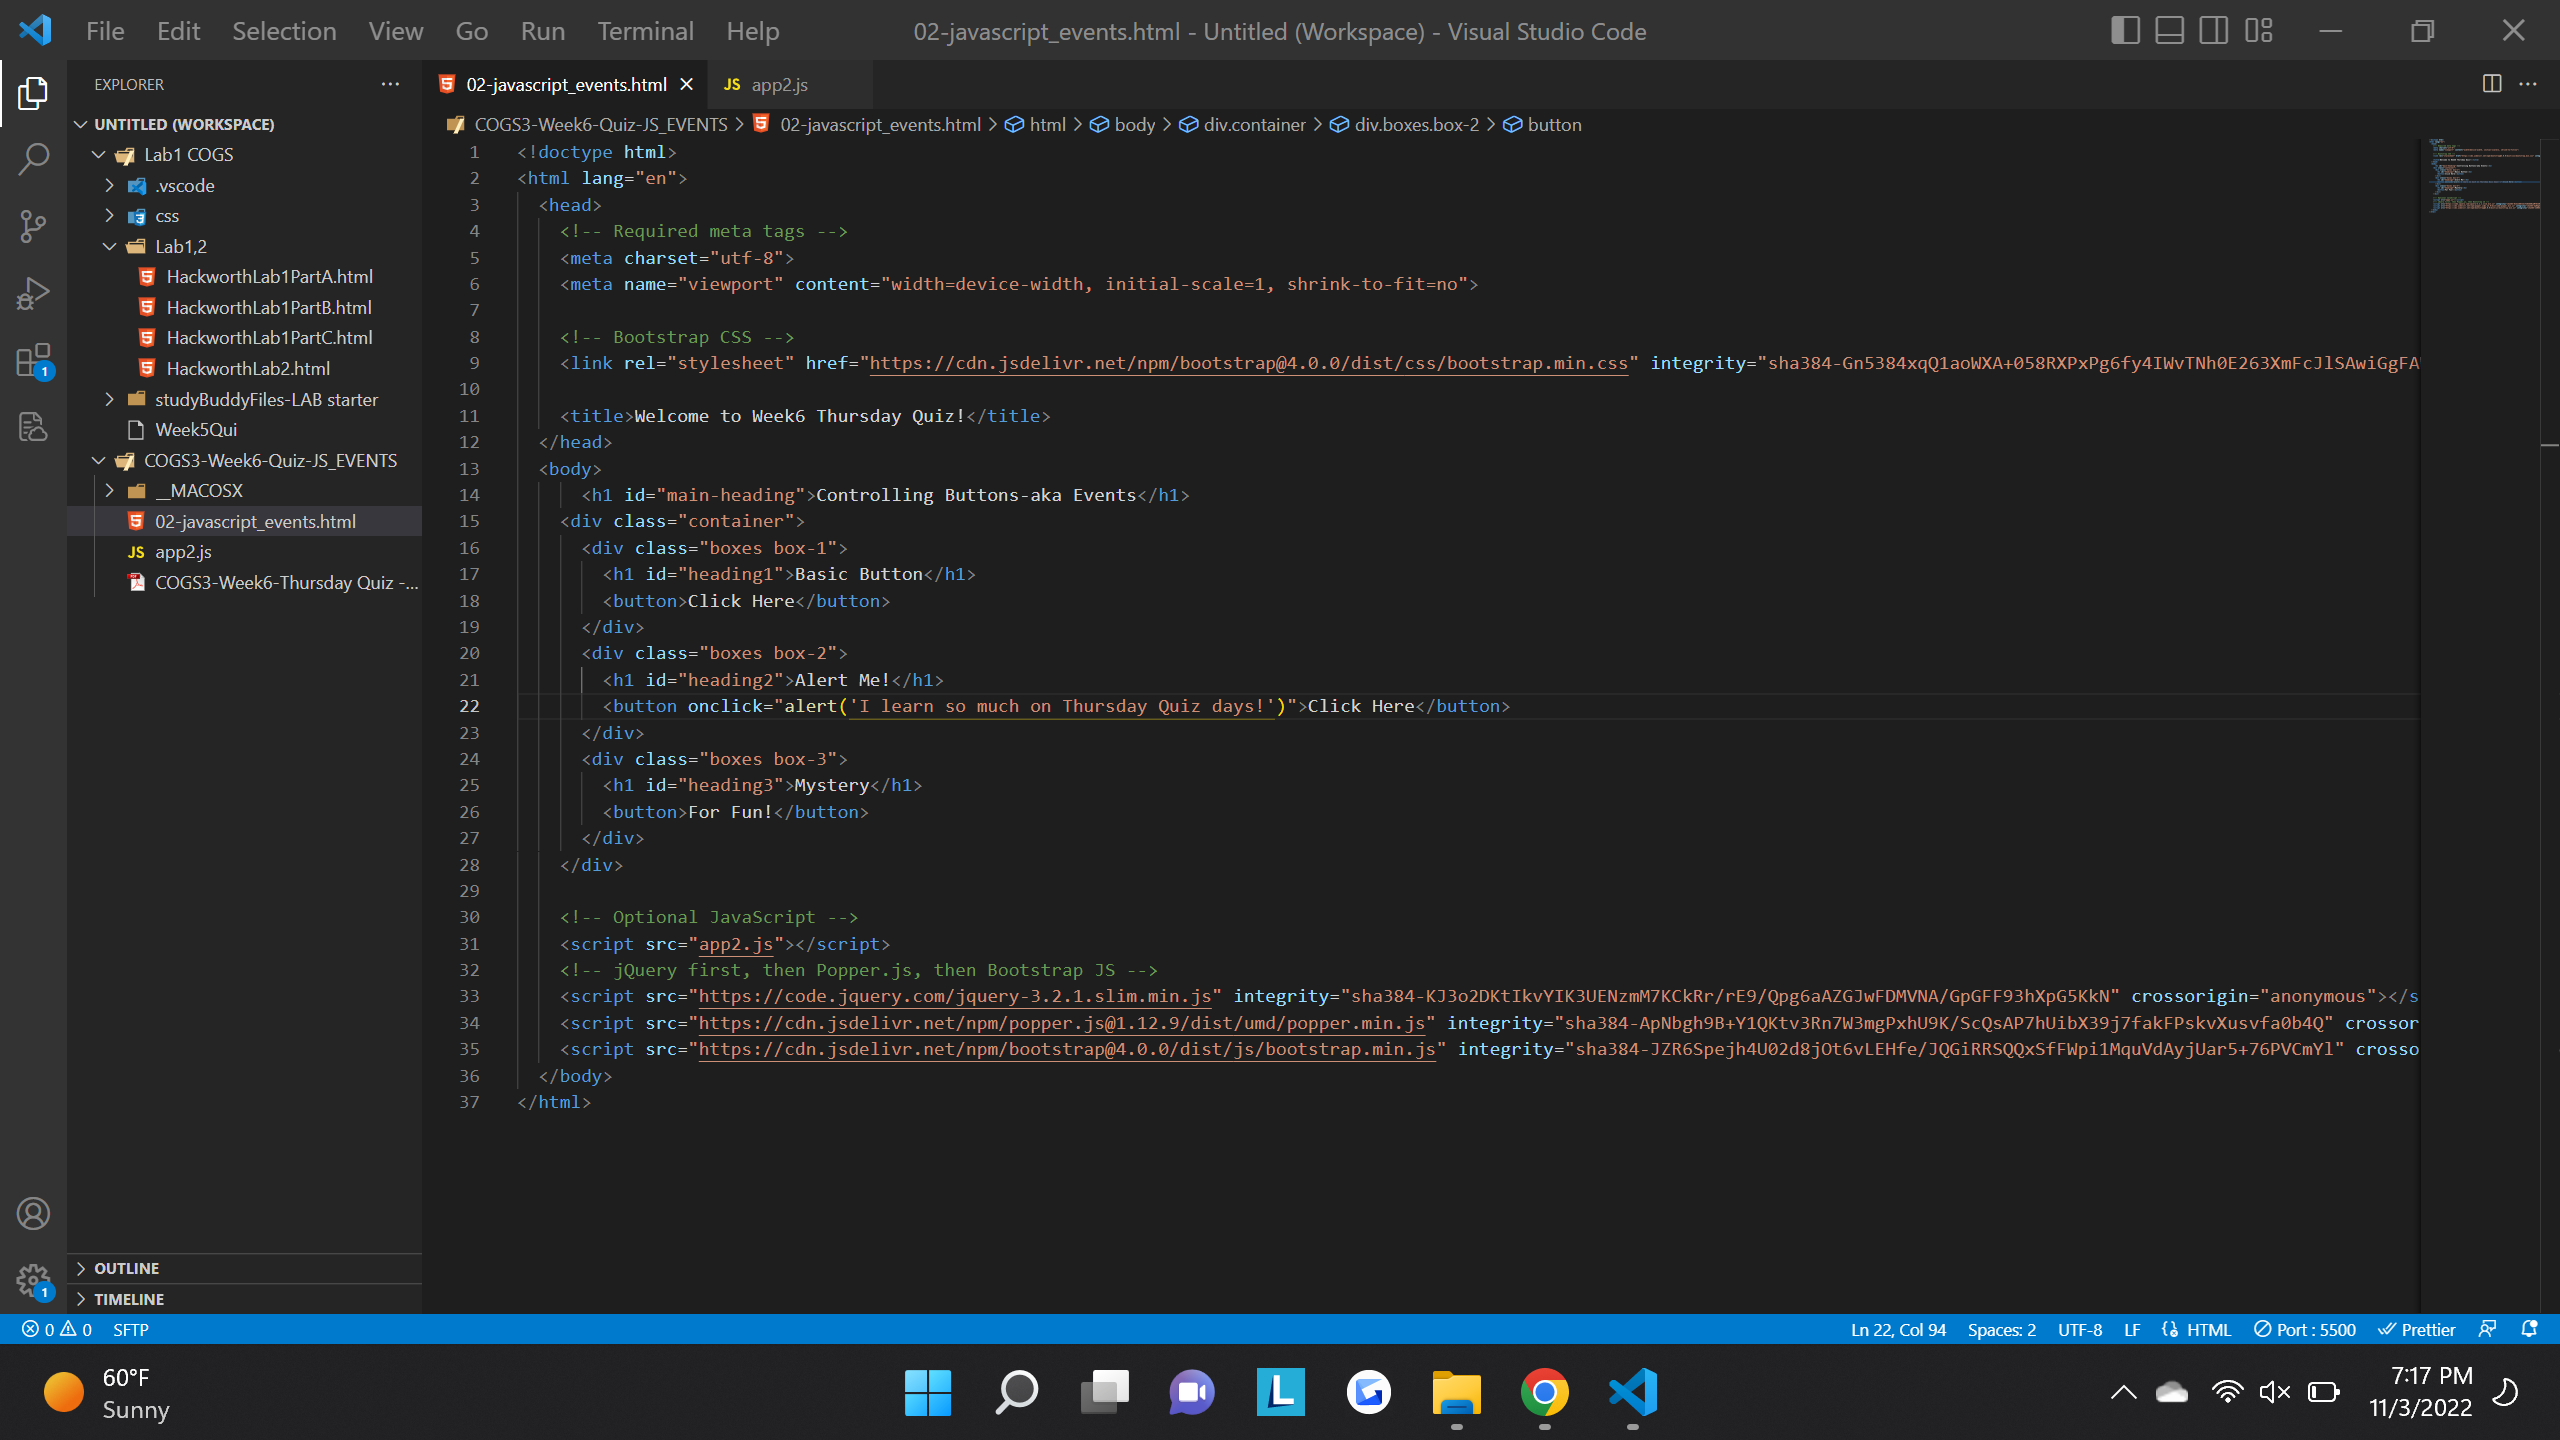 File Edit Selection View Go Run Terminal Help 02-javascript_events.html - Untitled (Workspace) - Visual Studio Code
EXPLORER
02-javascript_events.html
JS app2.js
UNTITLED (WORKSPACE)
Lab1 COGS
.vscode
css
Lab1,2
HackworthLab1PartA.html
HackworthLab1PartB.html
HackworthLab1PartC.html
HackworthLab2.html
studyBuddyFiles-LAB starter
Week5Qui
COGS3-Week6-Quiz-JS_EVENTS
__MACOSX
02-javascript_events.html
JS app2.js
COGS3-Week6-Thursday Quiz -...
OUTLINE
TIMELINE
1
1
COGS3-Week6-Quiz-JS_EVENTS > 02-javascript_events.html > html > body > div.container > div.boxes.box-2 > button
1 <!doctype html>
2 <html lang="en">
3 <head>
4 <!-- Required meta tags -->
5 <meta charset="utf-8">
6 <meta name="viewport" content="width=device-width, initial-scale=1, shrink-to-fit=no">
7
8 <!-- Bootstrap CSS -->
9 <link rel="stylesheet" href="https://cdn.jsdelivr.net/npm/bootstrap@4.0.0/dist/css/bootstrap.min.css" integrity="sha384-Gn5384xqQ1aoWXA+058RXPxPg6fy4IWvTNh0E263XmFcJlSAwiGgFA
10
11 <title>Welcome to Week6 Thursday Quiz!</title>
12 </head>
13 <body>
14 <h1 id="main-heading">Controlling Buttons-aka Events</h1>
15 <div class="container">
16 <div class="boxes box-1">
17 <h1 id="heading1">Basic Button</h1>
18 <button>Click Here</button>
19 </div>
20 <div class="boxes box-2">
21 <h1 id="heading2">Alert Me!</h1>
22 <button onclick="alert('I learn so much on Thursday Quiz days!')">Click Here</button>
23 </div>
24 <div class="boxes box-3">
25 <h1 id="heading3">Mystery</h1>
26 <button>For Fun!</button>
27 </div>
28 </div>
29
30 <!-- Optional JavaScript -->
31 <script src="app2.js"></script>
32 <!-- jQuery first, then Popper.js, then Bootstrap JS -->
33 <script src="https://code.jquery.com/jquery-3.2.1.slim.min.js" integrity="sha384-KJ3o2DKtIkvYIK3UENzmM7KCkRr/rE9/Qpg6aAZGJwFDMVNA/GpGFF93hXpG5KkN" crossorigin="anonymous"></s
34 <script src="https://cdn.jsdelivr.net/npm/popper.js@1.12.9/dist/umd/popper.min.js" integrity="sha384-ApNbgh9B+Y1QKtv3Rn7W3mgPxhU9K/ScQsAP7hUibX39j7fakFPskvXusvfa0b4Q" crossor
35 <script src="https://cdn.jsdelivr.net/npm/bootstrap@4.0.0/dist/js/bootstrap.min.js" integrity="sha384-JZR6Spejh4U02d8jOt6vLEHfe/JQGiRRSQQxSfFWpi1MquVdAyjUar5+76PVCmYl" crosso
36 </body>
37 </html>
0 0 SFTP Ln 22, Col 94 Spaces: 2 UTF-8 LF HTML Port : 5500 Prettier
60°F
Sunny
L
7:17 PM
11/3/2022